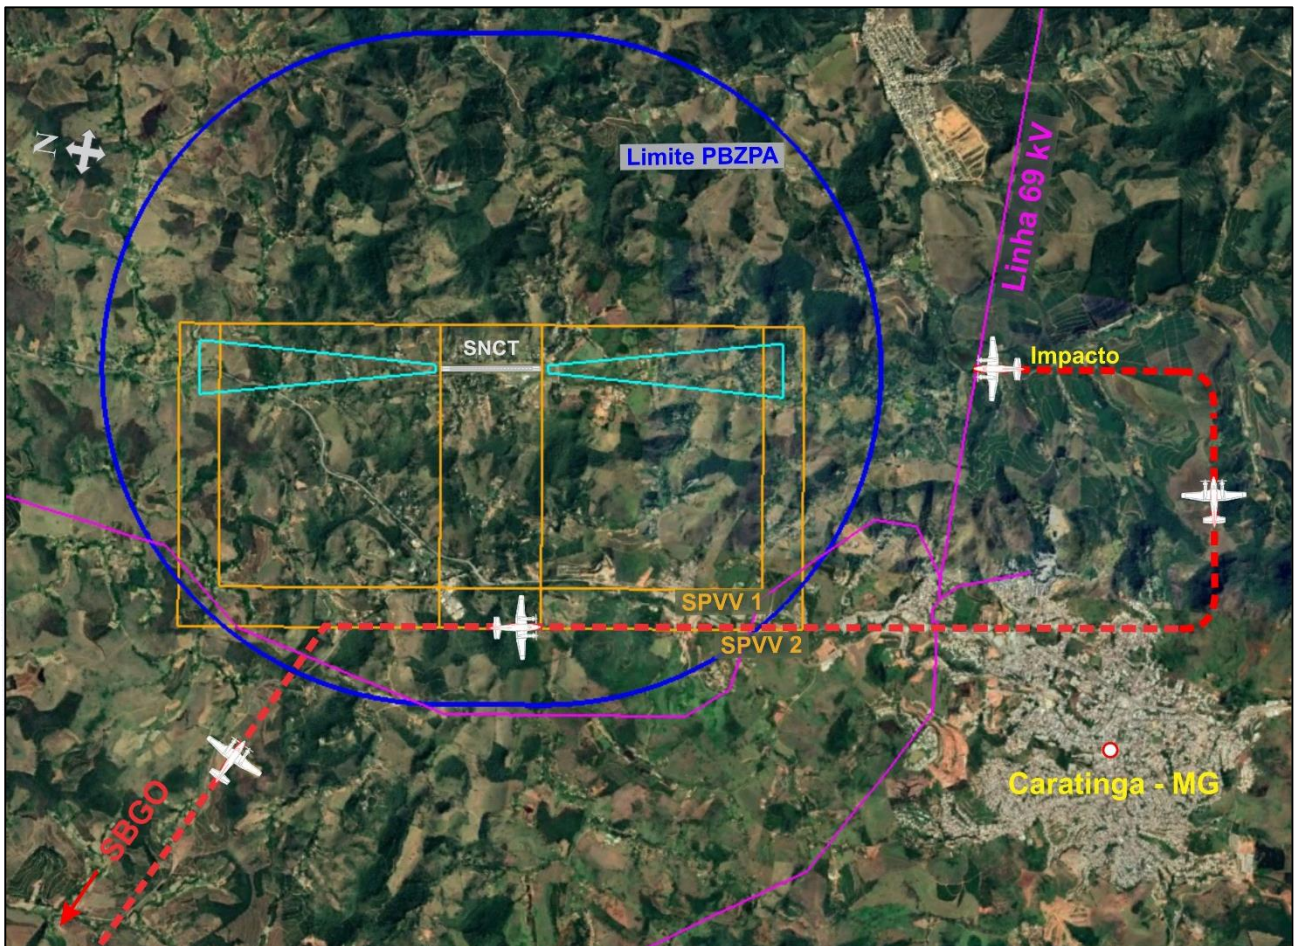 N
Limite PBZPA
Linha 69 kV
SNCT
Impacto
SPVV 1
SPVV 2
SBGO
Caratinga - MG